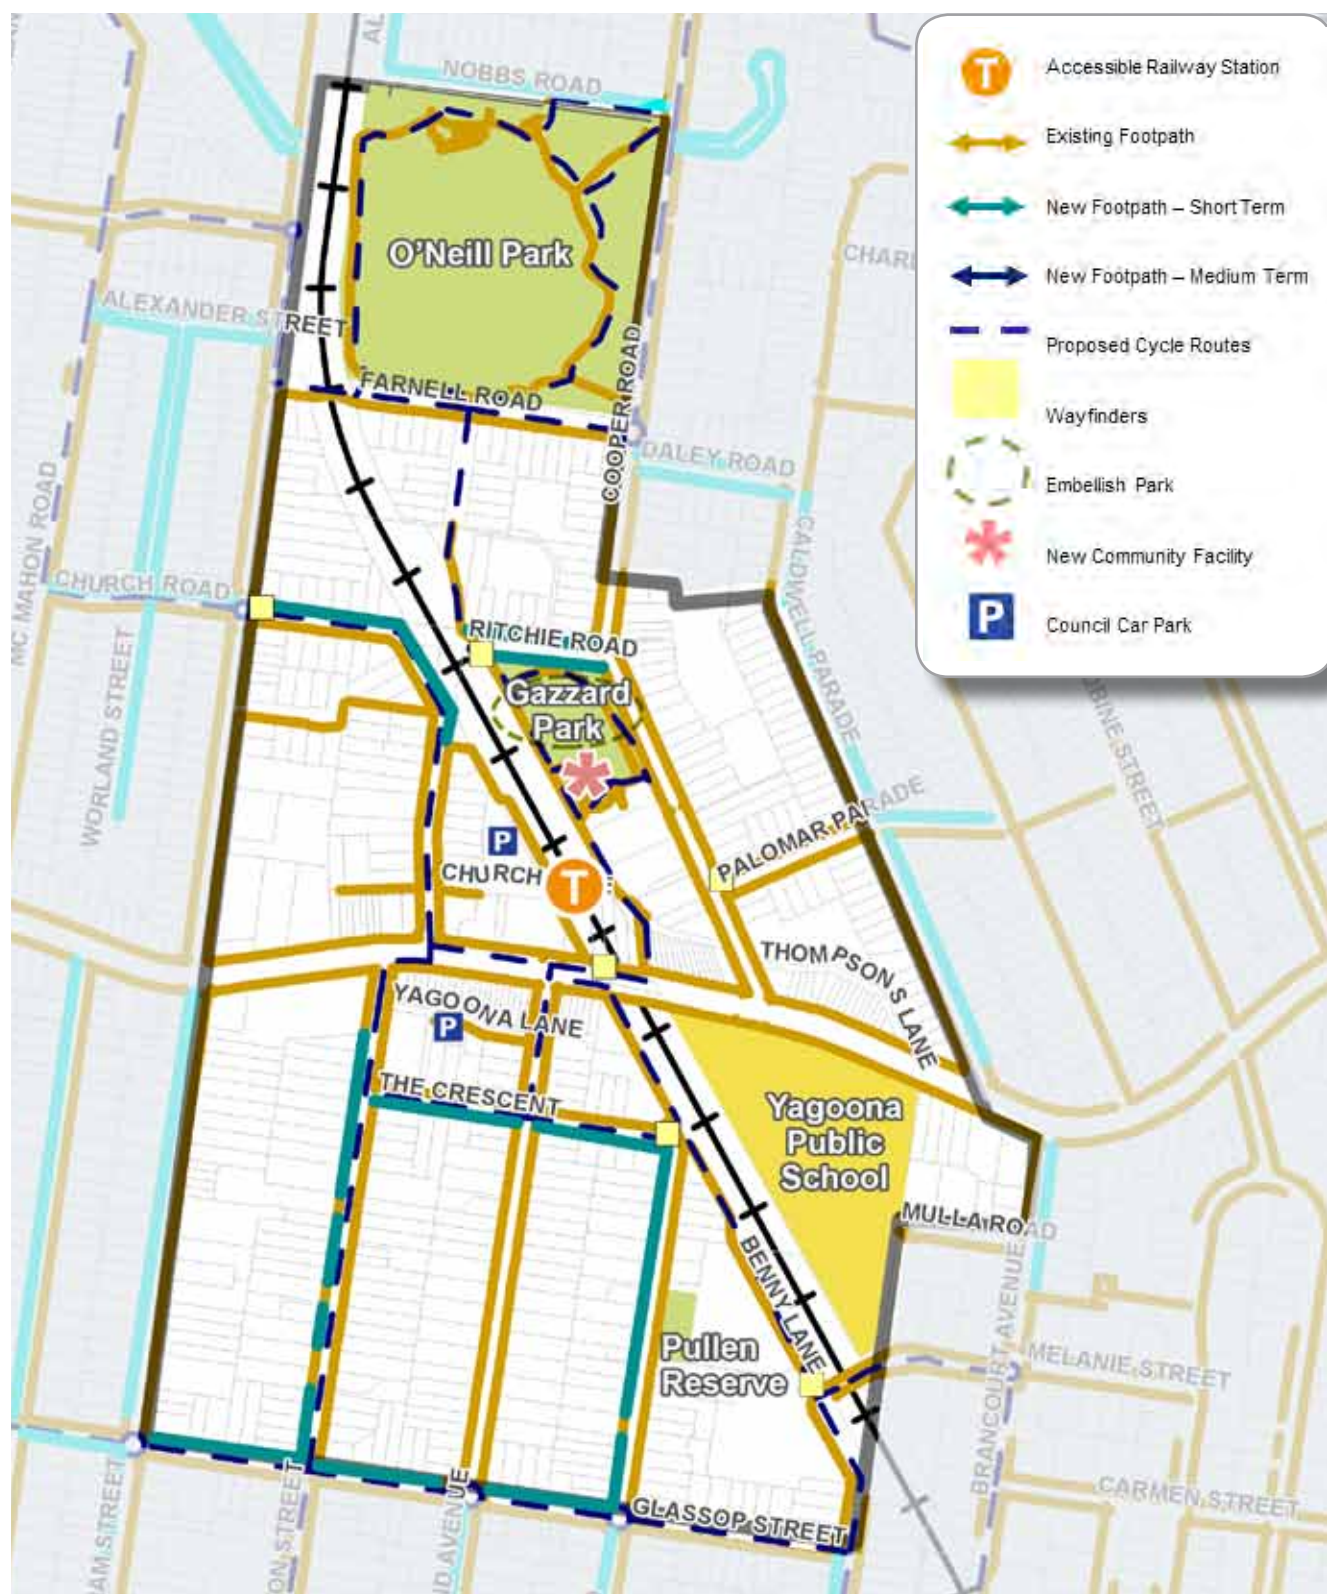 NOBBS ROAD
O'Neill Park
ALEXANDER STREET
FARNELL ROAD
COOPER ROAD
DALEY ROAD
CALDWELL PARADE
MC MAHON ROAD
CHURCH ROAD
WORLAND STREET
RITCHIE ROAD
Gazzard
Park
P
CHURCH
T
PALOMAR PARADE
THOMPSONS LANE
YAGOONA LANE
P
THE CRESCENT
Yagoona
Public
School
MULLA ROAD
BENNY LANE
Pullen
Reserve
BRANCOURT AVENUE
MELANIE STREET
CARMEN STREET
GLASSOP STREET
T
Accessible Railway Station
Existing Footpath
New Footpath – Short Term
New Footpath – Medium Term
Proposed Cycle Routes
Wayfinders
Embellish Park
New Community Facility
P
Council Car Park